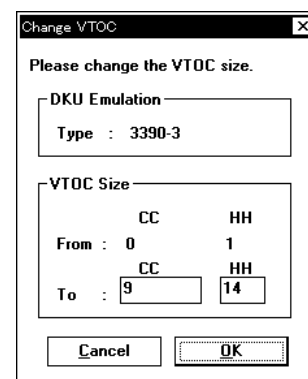 Change VTOC
Please change the VTOC size.
DKU Emulation
Type : 3390-3
VTOC Size
CC HH
From : 0 1
CC HH
To : 9 14
Cancel OK